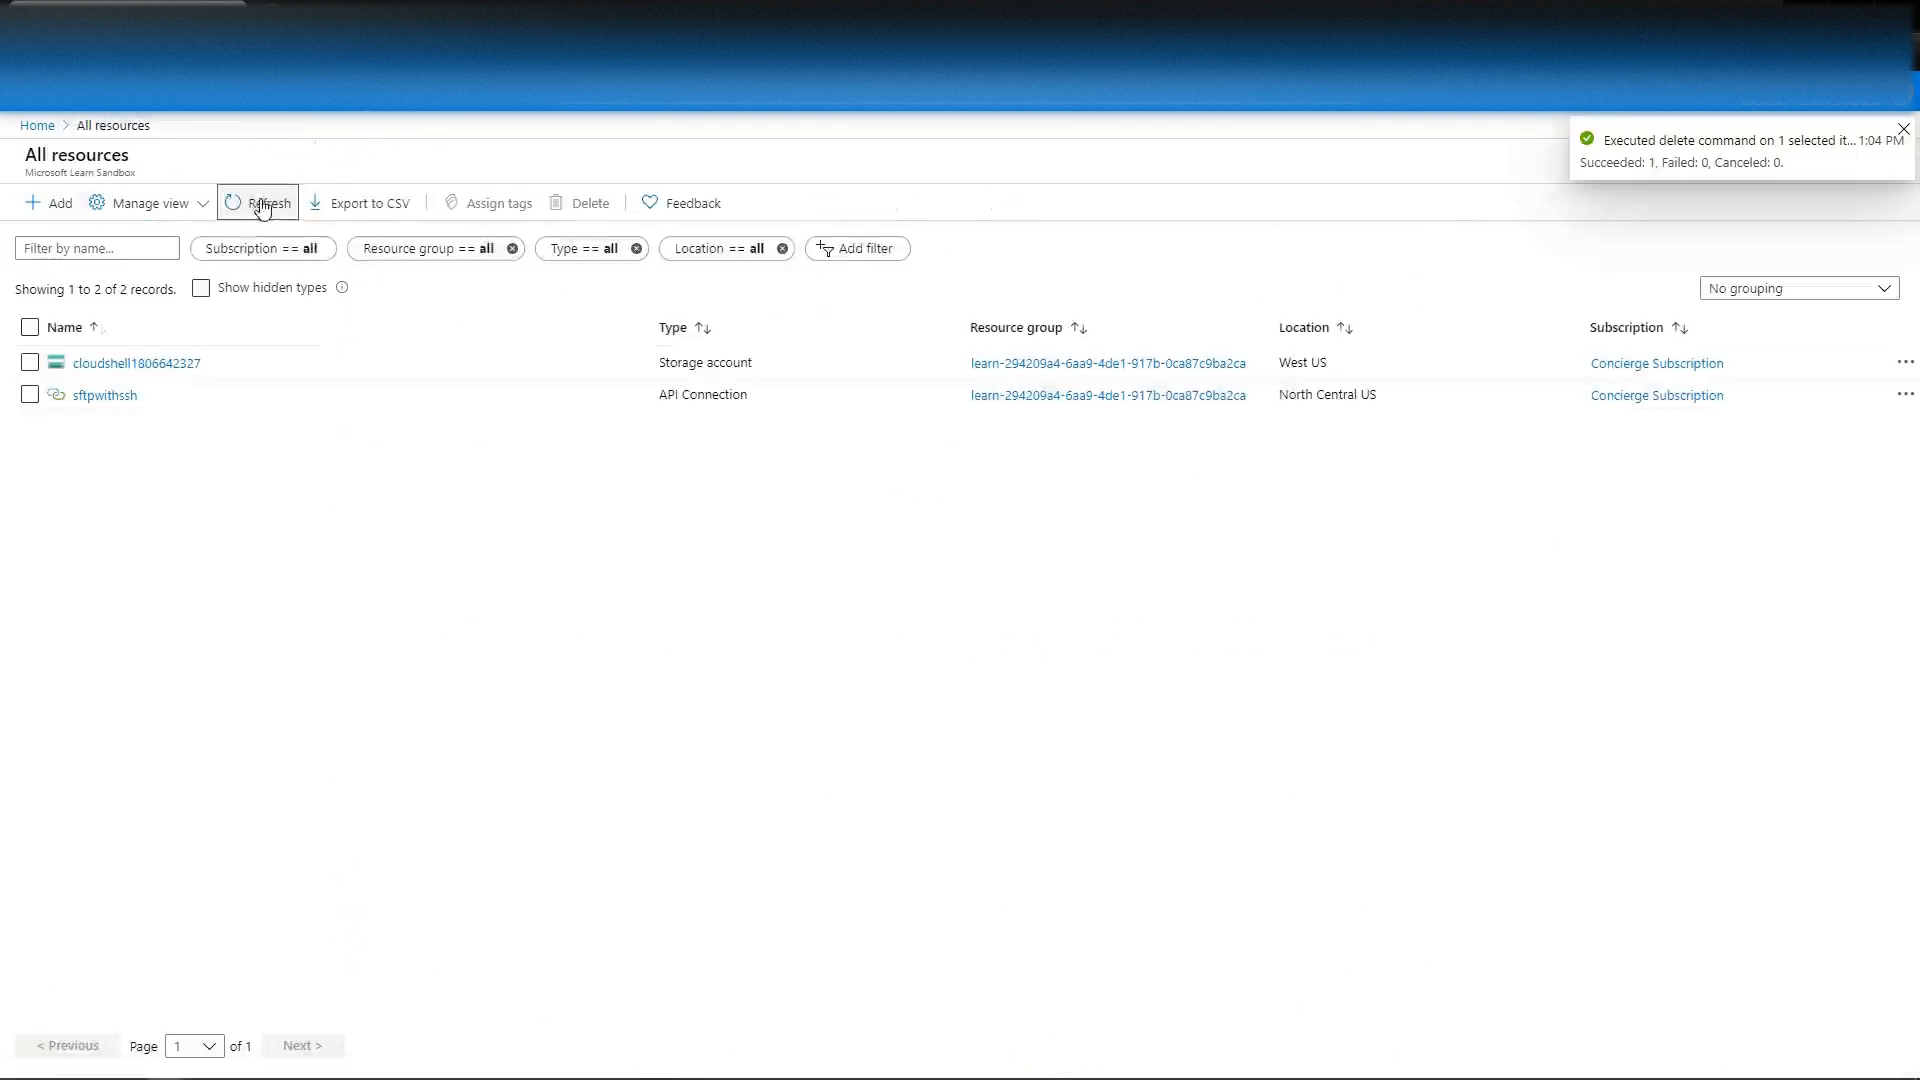 Home > All resources
Executed delete command on 1 selected it... 1:04 PM
Succeeded: 1, Failed: 0, Canceled: 0.
All resources
Microsoft Learn Sandbox
Add Manage view Refresh Export to CSV Assign tags Delete Feedback
Filter by name... Subscription == all Resource group == all Type == all Location == all Add filter
Showing 1 to 2 of 2 records. Show hidden types No grouping
Name Type Resource group Location Subscription
cloudshell1806642327 Storage account learn-294209a4-6aa9-4de1-917b-0ca87c9ba2ca West US Concierge Subscription
sftpwithssh API Connection learn-294209a4-6aa9-4de1-917b-0ca87c9ba2ca North Central US Concierge Subscription
< Previous Page 1 of 1 Next >